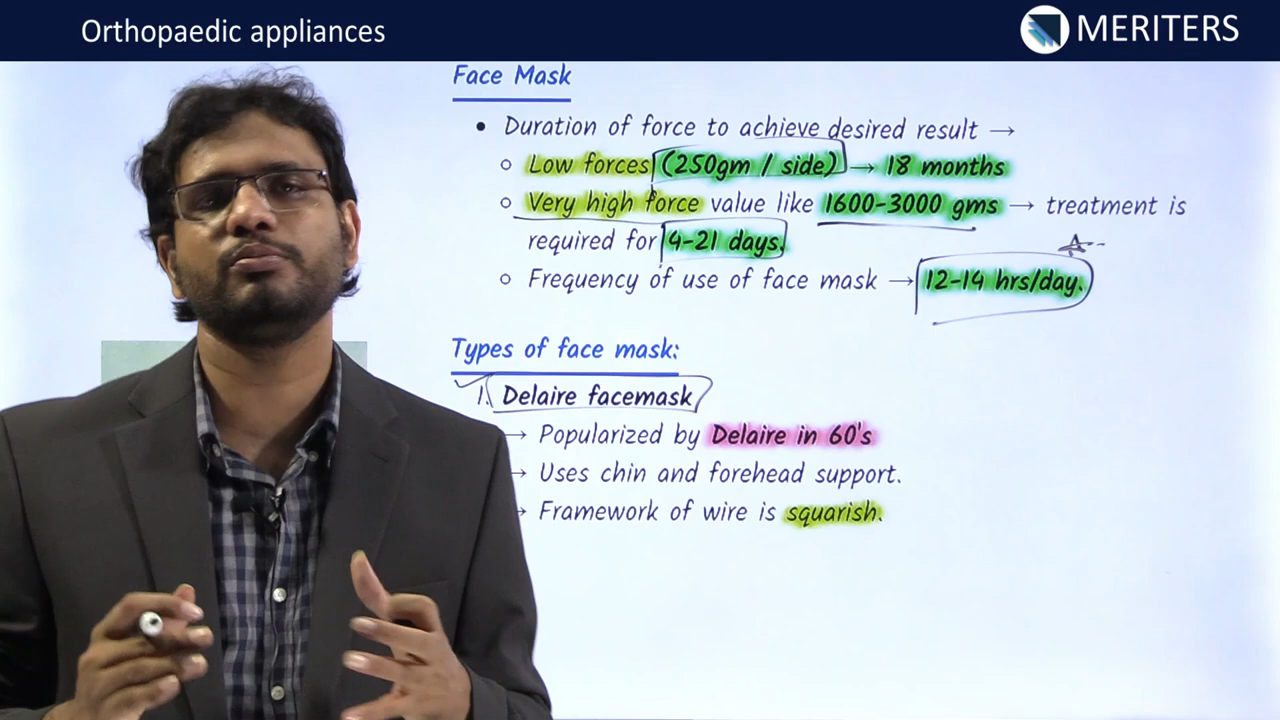 Orthopaedic appliances
MERITERS
Face Mask
• Duration of force to achieve desired result →
○ Low forces (250gm / side) → 18 months
○ Very high force value like 1600-3000 gms → treatment is
required for 4-21 days.
○ Frequency of use of face mask → 12-14 hrs/day.
Types of face mask:
1. Delaire facemask
→ Popularized by Delaire in 60's
→ Uses chin and forehead support.
→ Framework of wire is squarish.